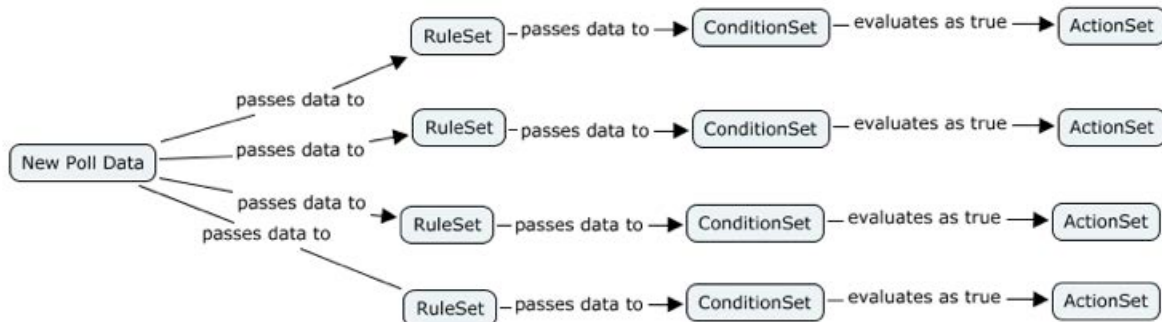 RuleSet passes data to ConditionSet evaluates as true ActionSet
passes data to
RuleSet passes data to ConditionSet evaluates as true ActionSet
passes data to
New Poll Data
passes data to
RuleSet passes data to ConditionSet evaluates as true ActionSet
passes data to
RuleSet passes data to ConditionSet evaluates as true ActionSet